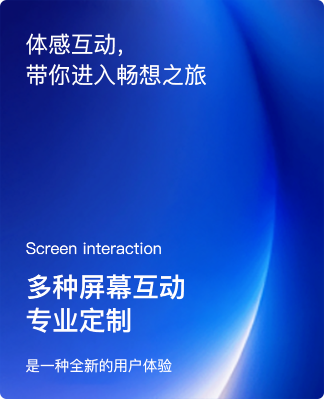 体感互动，
带你进入畅想之旅
Screen interaction
多种屏幕互动
专业定制
是一种全新的用户体验